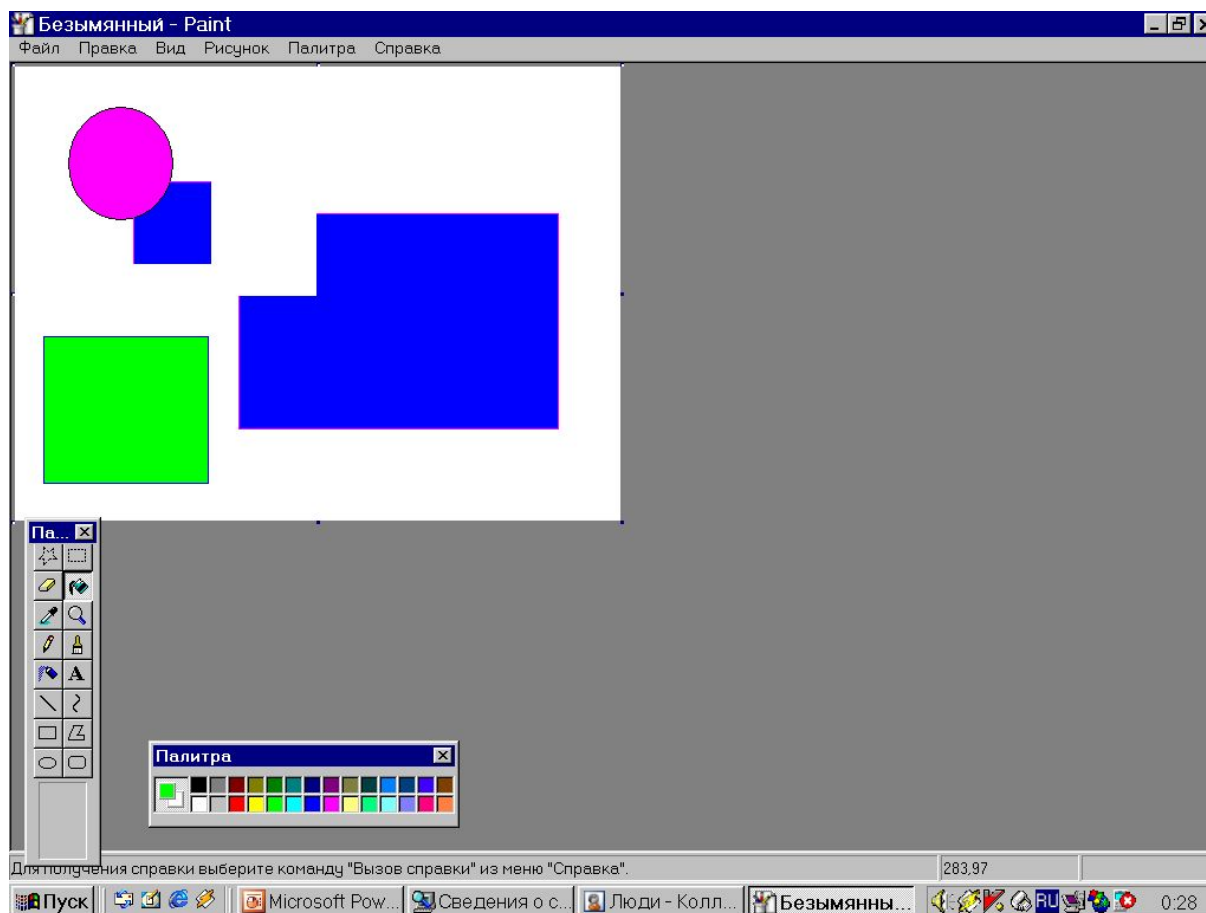 Безымянный - Paint
Файл Правка Вид Рисунок Палитра Справка
Па...
A
Палитра
Для получения справки выберите команду "Вызов справки" из меню "Справка".
283,97
Пуск Microsoft Pow... Сведения о с... Люди - Колл... Безымянны... RU 0:28